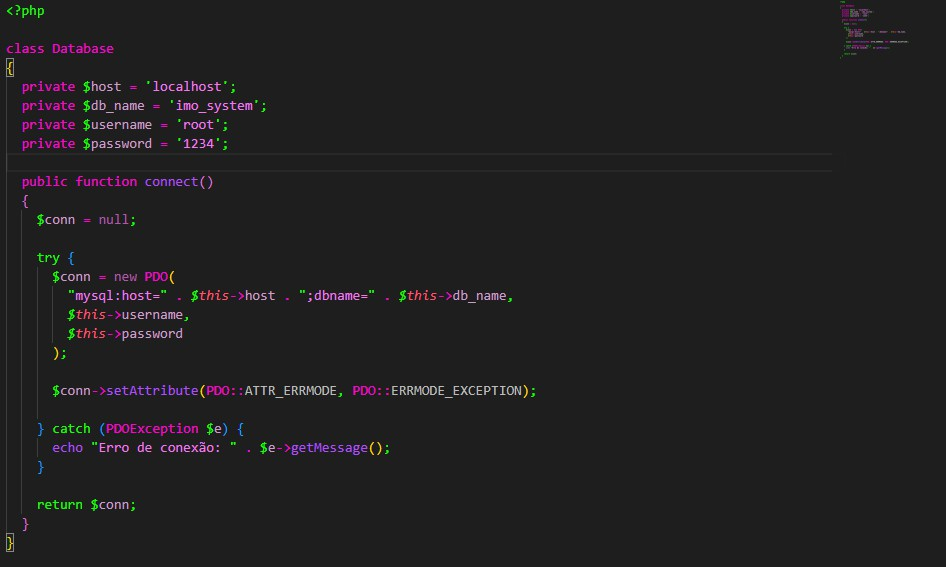 <?php
class Database
{
private $host = 'localhost';
private $db_name = 'imo_system';
private $username = 'root';
private $password = '1234';
public function connect()
{
$conn = null;
try {
$conn = new PDO(
"mysql:host=" . $this->host . ";dbname=" . $this->db_name,
$this->username,
$this->password
);
$conn->setAttribute(PDO::ATTR_ERRMODE, PDO::ERRMODE_EXCEPTION);
} catch (PDOException $e) {
echo "Erro de conexão: " . $e->getMessage();
}
return $conn;
}
}